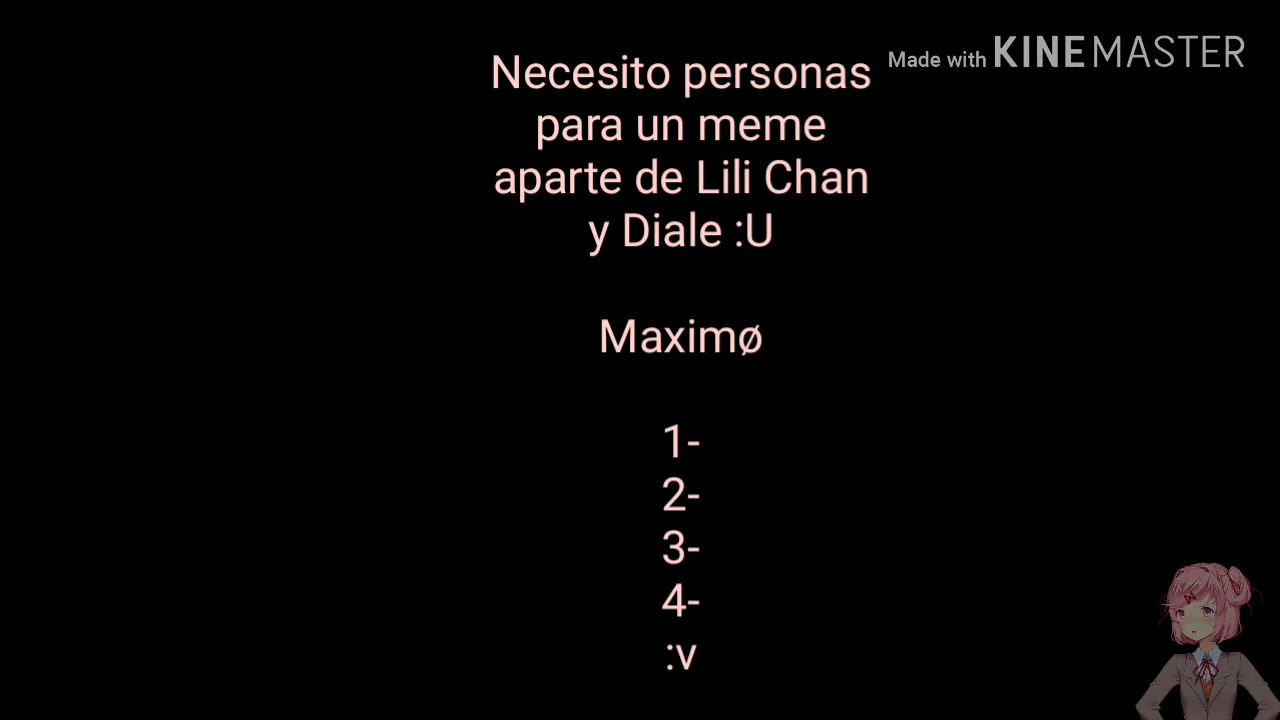 Made with KINEMASTER
Necesito personas
para un meme
aparte de Lili Chan
y Diale :U
Maximø
1-
2-
3-
4-
:v